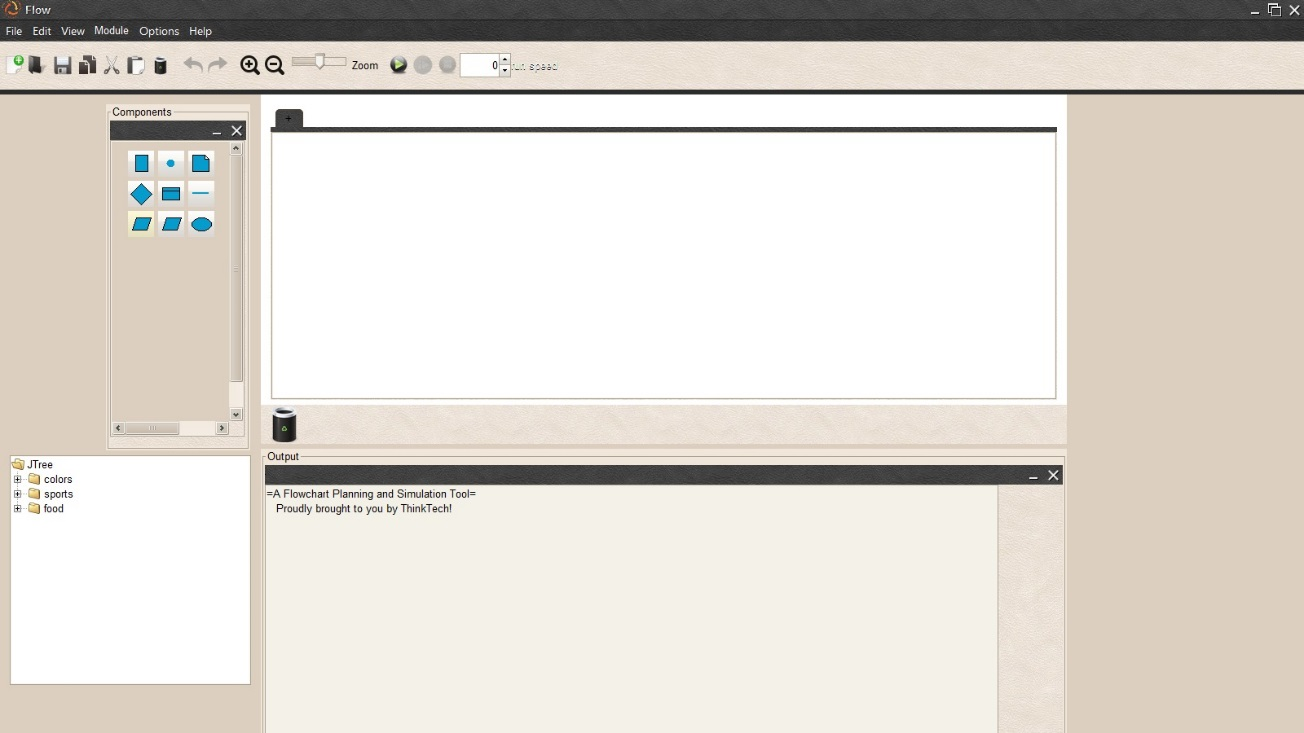 Flow
File Edit View Module Options Help
Zoom 0 run speed
Components
+
JTree
colors
sports
food
Output
=A Flowchart Planning and Simulation Tool=
Proudly brought to you by ThinkTech!